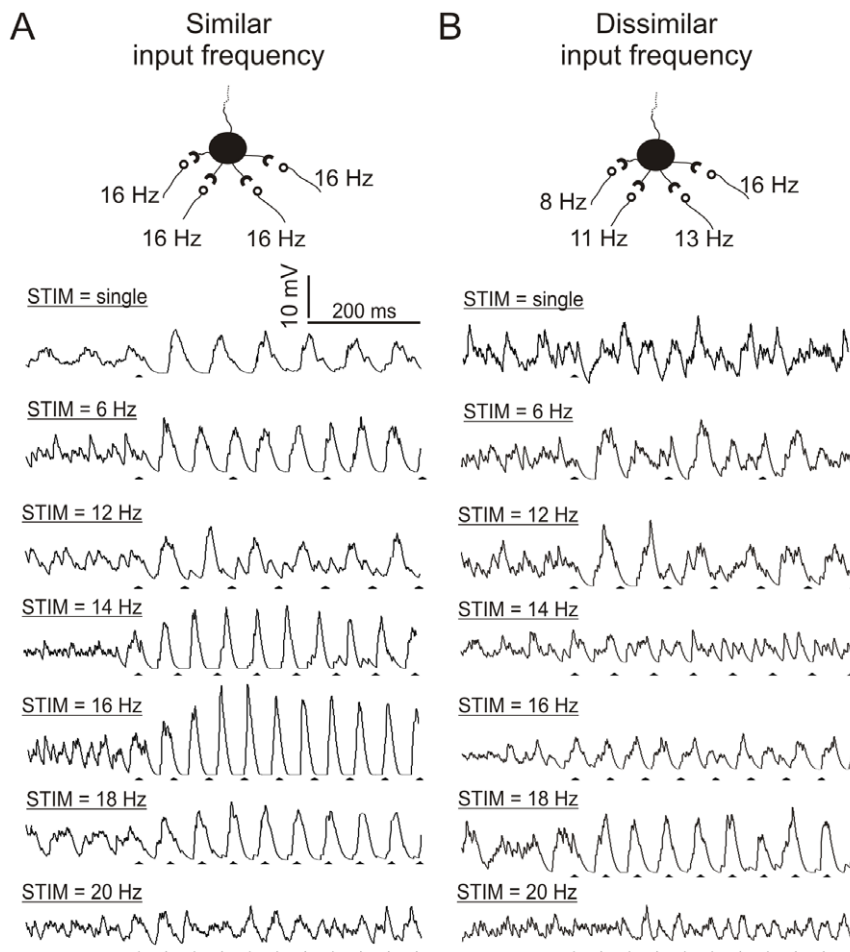 A
Similar
input frequency
16 Hz
16 Hz
16 Hz
16 Hz
STIM = single
10 mV
200 ms
STIM = 6 Hz
STIM = 12 Hz
STIM = 14 Hz
STIM = 16 Hz
STIM = 18 Hz
STIM = 20 Hz
B
Dissimilar
input frequency
8 Hz
11 Hz
13 Hz
16 Hz
STIM = single
STIM = 6 Hz
STIM = 12 Hz
STIM = 14 Hz
STIM = 16 Hz
STIM = 18 Hz
STIM = 20 Hz